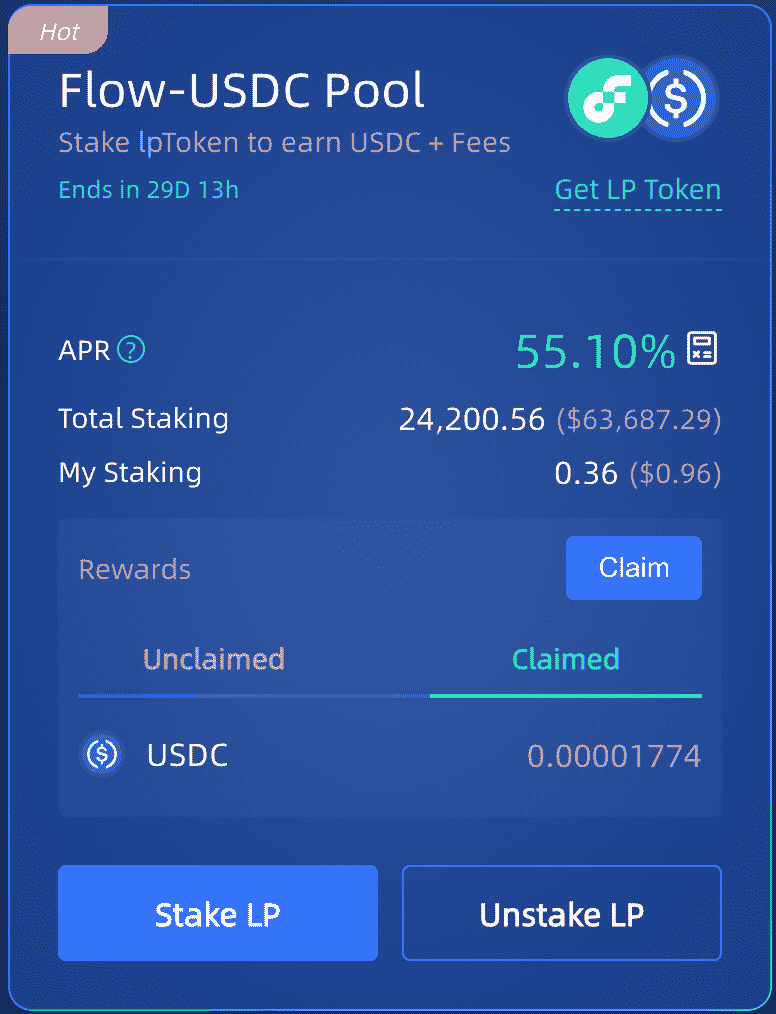 Hot
Flow-USDC Pool
Stake lpToken to earn USDC + Fees
Ends in 29D 13h
Get LP Token
APR ? 55.10%
Total Staking 24,200.56 ($63,687.29)
My Staking 0.36 ($0.96)
Rewards Claim
Unclaimed Claimed
$ USDC 0.00001774
Stake LP Unstake LP